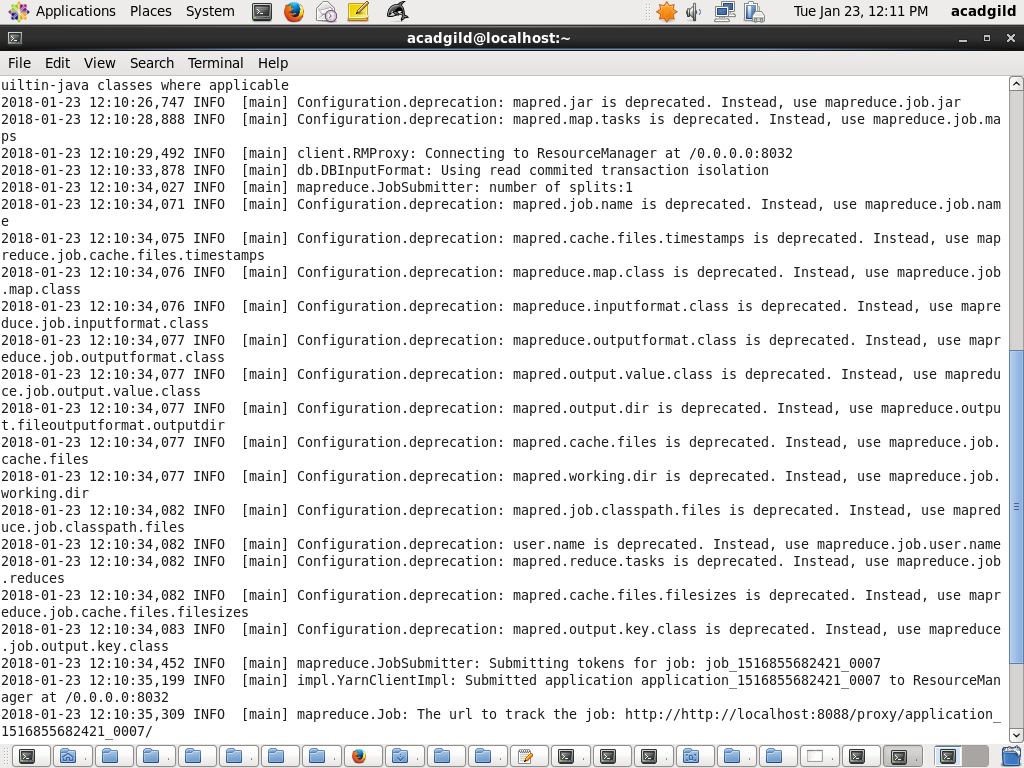 Applications Places System Tue Jan 23, 12:11 PM acadgild
acadgild@localhost:~
File Edit View Search Terminal Help
uiltin-java classes where applicable
2018-01-23 12:10:26,747 INFO  [main] Configuration.deprecation: mapred.jar is deprecated. Instead, use mapreduce.job.jar
2018-01-23 12:10:28,888 INFO  [main] Configuration.deprecation: mapred.map.tasks is deprecated. Instead, use mapreduce.job.ma
ps
2018-01-23 12:10:29,492 INFO  [main] client.RMProxy: Connecting to ResourceManager at /0.0.0.0:8032
2018-01-23 12:10:33,878 INFO  [main] db.DBInputFormat: Using read commited transaction isolation
2018-01-23 12:10:34,027 INFO  [main] mapreduce.JobSubmitter: number of splits:1
2018-01-23 12:10:34,071 INFO  [main] Configuration.deprecation: mapred.job.name is deprecated. Instead, use mapreduce.job.nam
e
2018-01-23 12:10:34,075 INFO  [main] Configuration.deprecation: mapred.cache.files.timestamps is deprecated. Instead, use map
reduce.job.cache.files.timestamps
2018-01-23 12:10:34,076 INFO  [main] Configuration.deprecation: mapreduce.map.class is deprecated. Instead, use mapreduce.job
.map.class
2018-01-23 12:10:34,076 INFO  [main] Configuration.deprecation: mapreduce.inputformat.class is deprecated. Instead, use mapre
duce.job.inputformat.class
2018-01-23 12:10:34,077 INFO  [main] Configuration.deprecation: mapreduce.outputformat.class is deprecated. Instead, use mapr
educe.job.outputformat.class
2018-01-23 12:10:34,077 INFO  [main] Configuration.deprecation: mapred.output.value.class is deprecated. Instead, use mapredu
ce.job.output.value.class
2018-01-23 12:10:34,077 INFO  [main] Configuration.deprecation: mapred.output.dir is deprecated. Instead, use mapreduce.outpu
t.fileoutputformat.outputdir
2018-01-23 12:10:34,077 INFO  [main] Configuration.deprecation: mapred.cache.files is deprecated. Instead, use mapreduce.job.
cache.files
2018-01-23 12:10:34,077 INFO  [main] Configuration.deprecation: mapred.working.dir is deprecated. Instead, use mapreduce.job.
working.dir
2018-01-23 12:10:34,082 INFO  [main] Configuration.deprecation: mapred.job.classpath.files is deprecated. Instead, use mapred
uce.job.classpath.files
2018-01-23 12:10:34,082 INFO  [main] Configuration.deprecation: user.name is deprecated. Instead, use mapreduce.job.user.name
2018-01-23 12:10:34,082 INFO  [main] Configuration.deprecation: mapred.reduce.tasks is deprecated. Instead, use mapreduce.job
.reduces
2018-01-23 12:10:34,082 INFO  [main] Configuration.deprecation: mapred.cache.files.filesizes is deprecated. Instead, use mapr
educe.job.cache.files.filesizes
2018-01-23 12:10:34,083 INFO  [main] Configuration.deprecation: mapred.output.key.class is deprecated. Instead, use mapreduce
.job.output.key.class
2018-01-23 12:10:34,452 INFO  [main] mapreduce.JobSubmitter: Submitting tokens for job: job_1516855682421_0007
2018-01-23 12:10:35,199 INFO  [main] impl.YarnClientImpl: Submitted application application_1516855682421_0007 to ResourceMan
ager at /0.0.0.0:8032
2018-01-23 12:10:35,309 INFO  [main] mapreduce.Job: The url to track the job: http://http://localhost:8088/proxy/application_
1516855682421_0007/